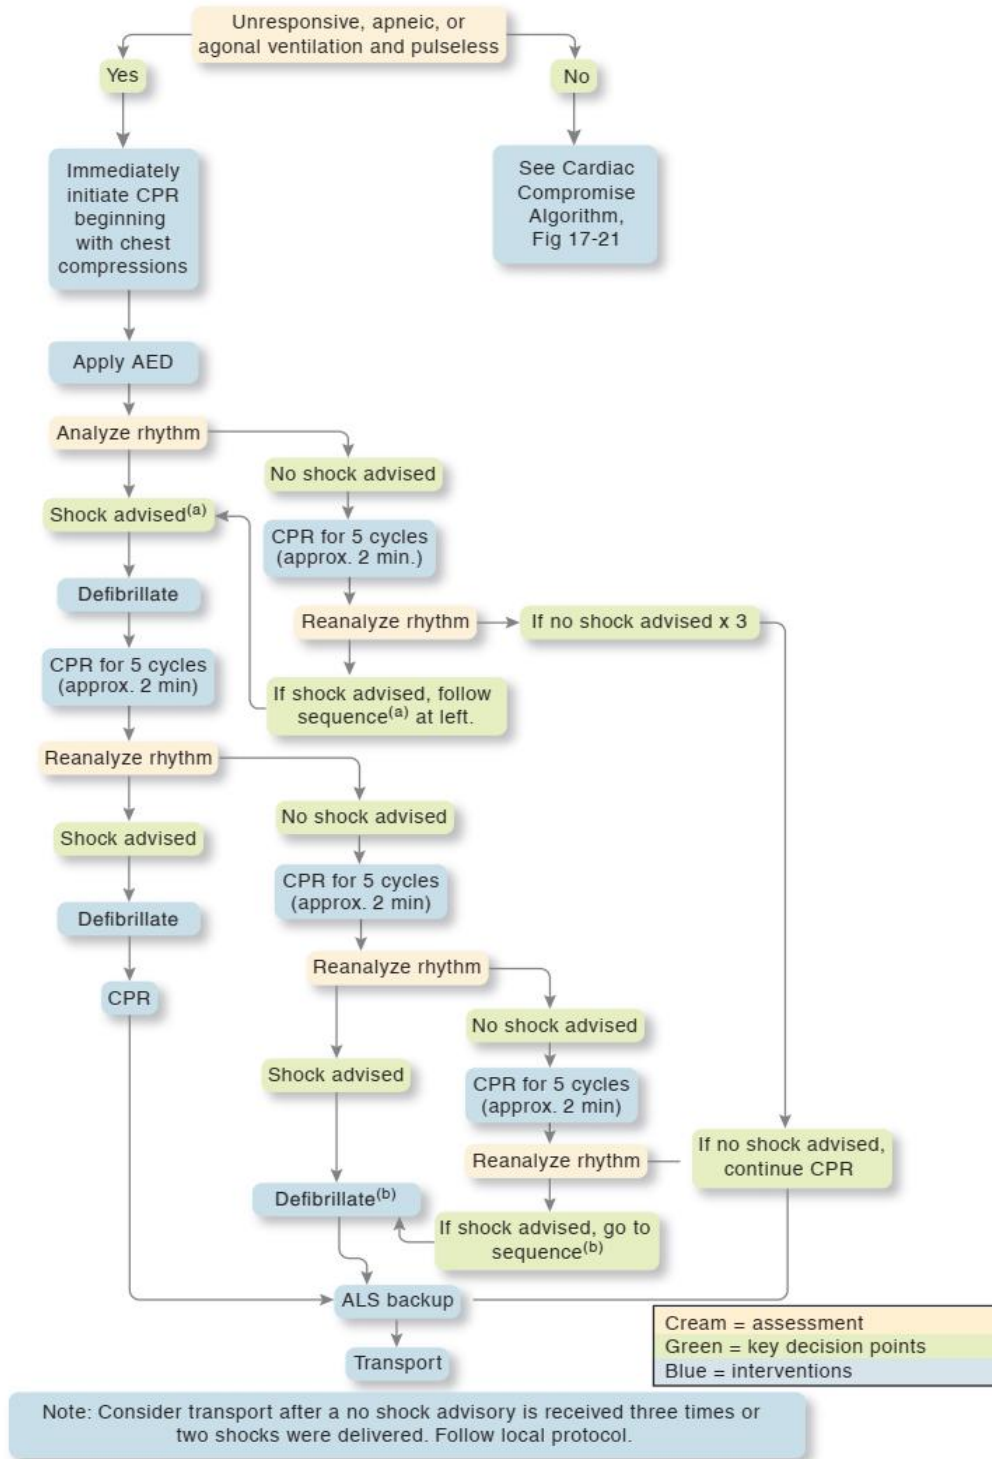 Unresponsive, apneic, or
agonal ventilation and pulseless
Yes
No
Immediately
initiate CPR
beginning
with chest
compressions
See Cardiac
Compromise
Algorithm,
Fig 17-21
Apply AED
Analyze rhythm
No shock advised
Shock advised(a)
CPR for 5 cycles
(approx. 2 min.)
Defibrillate
Reanalyze rhythm
If no shock advised x 3
CPR for 5 cycles
(approx. 2 min)
If shock advised, follow
sequence(a) at left.
Reanalyze rhythm
No shock advised
Shock advised
CPR for 5 cycles
(approx. 2 min)
Defibrillate
Reanalyze rhythm
CPR
No shock advised
Shock advised
CPR for 5 cycles
(approx. 2 min)
If no shock advised,
continue CPR
Reanalyze rhythm
Defibrillate(b)
If shock advised, go to
sequence(b)
ALS backup
Transport
Cream = assessment
Green = key decision points
Blue = interventions
Note: Consider transport after a no shock advisory is received three times or
two shocks were delivered. Follow local protocol.